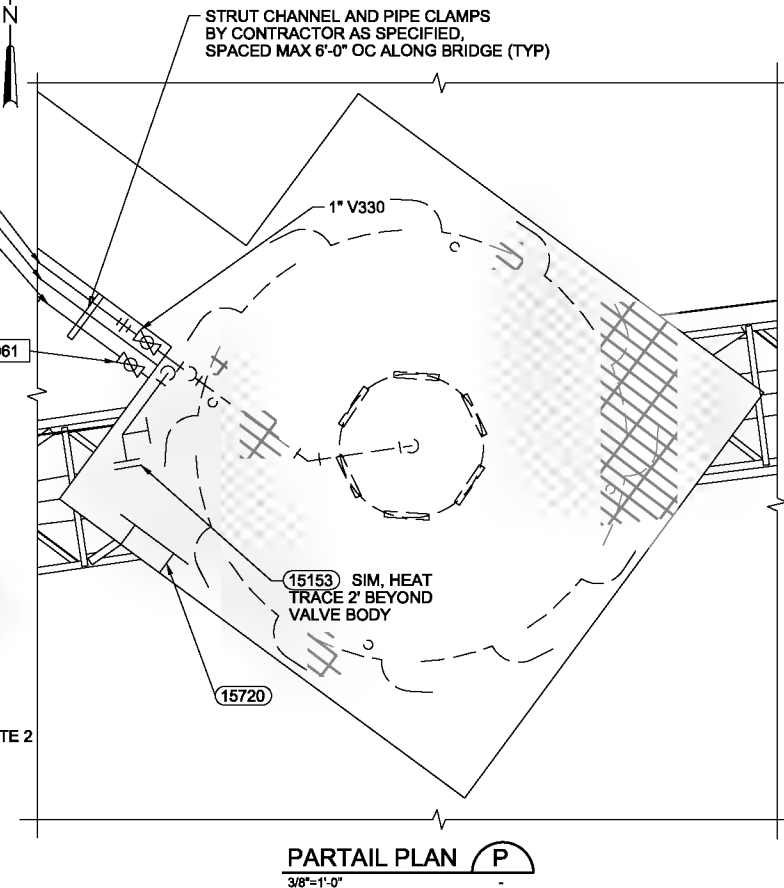 N
STRUT CHANNEL AND PIPE CLAMPS
BY CONTRACTOR AS SPECIFIED,
SPACED MAX 6'-0" OC ALONG BRIDGE (TYP)
1" V330
061
15153 SIM, HEAT
TRACE 2' BEYOND
VALVE BODY
15720
TE 2
PARTAIL PLAN P
3/8"=1'-0" -